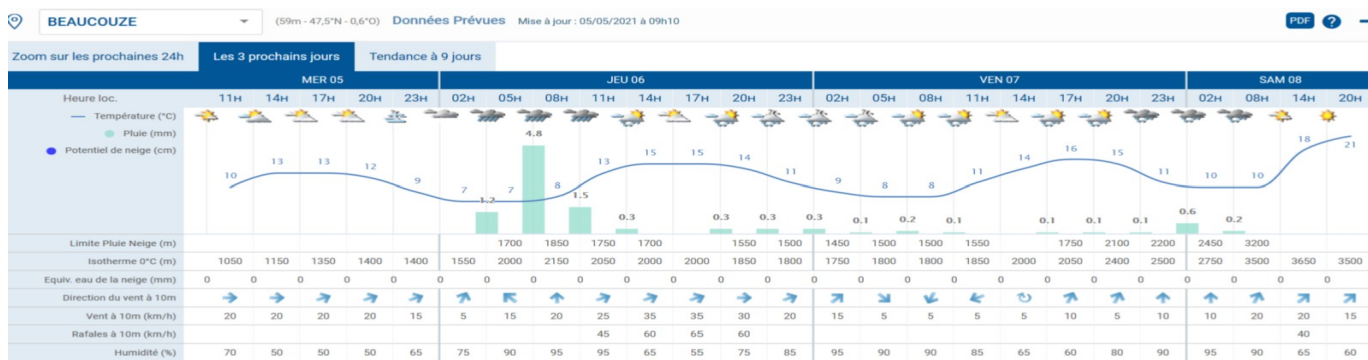 BEAUCOUZE (59m - 47,5°N - 0,6°O) Données Prévues Mise à jour : 05/05/2021 à 09h10 PDF ?
Zoom sur les prochaines 24h Les 3 prochains jours Tendance à 9 jours
MER 05 JEU 06 VEN 07 SAM 08
Heure loc. 11H 14H 17H 20H 23H 02H 05H 08H 11H 14H 17H 20H 23H 02H 05H 08H 11H 14H 17H 20H 23H 02H 08H 14H 20H
Température (°C)
Pluie (mm)
Potentiel de neige (cm)
10 13 13 12 9 7 7 8 13 15 15 14 11 9 8 8 11 14 16 15 11 10 10 18 21
1.2 4.8 1.5 0.3 0.3 0.3 0.3 0.1 0.2 0.1 0.1 0.1 0.1 0.6 0.2
Limite Pluie Neige (m) 1700 1850 1750 1700 1550 1500 1450 1500 1500 1550 1750 2100 2200 2450 3200
Isotherme 0°C (m) 1050 1150 1350 1400 1400 1550 2000 2150 2050 2000 2000 1850 1800 1750 1800 1800 1850 2000 2050 2400 2500 2750 3500 3650 3500
Equiv. eau de la neige (mm) 0 0 0 0 0 0 0 0 0 0 0 0 0 0 0 0 0 0 0 0 0 0 0 0 0
Direction du vent à 10m
Vent à 10m (km/h) 20 20 20 20 15 5 15 20 25 35 35 30 20 15 5 5 5 5 10 5 10 10 20 20 15
Rafales à 10m (km/h) 45 60 65 60 40
Humidité (%) 70 50 50 50 65 75 90 95 95 65 55 75 85 95 90 90 85 65 60 80 90 95 90 65 60